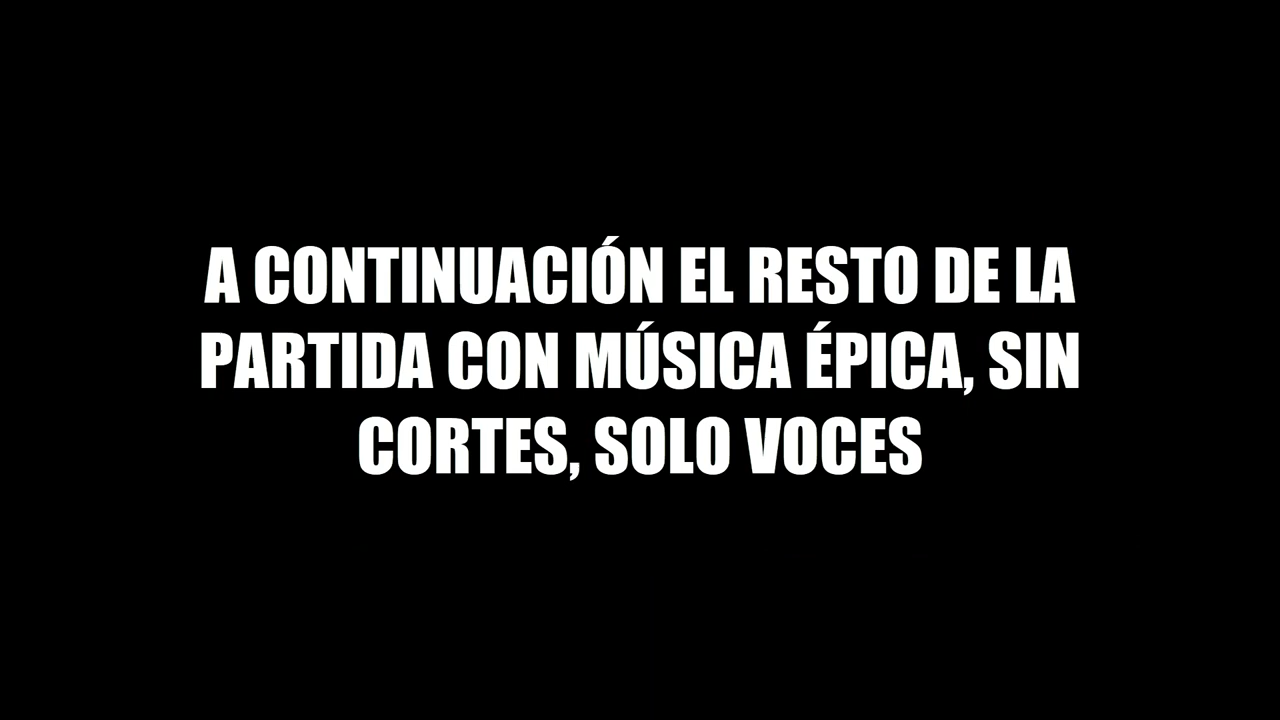 A CONTINUACIÓN EL RESTO DE LA
PARTIDA CON MÚSICA ÉPICA, SIN
CORTES, SOLO VOCES